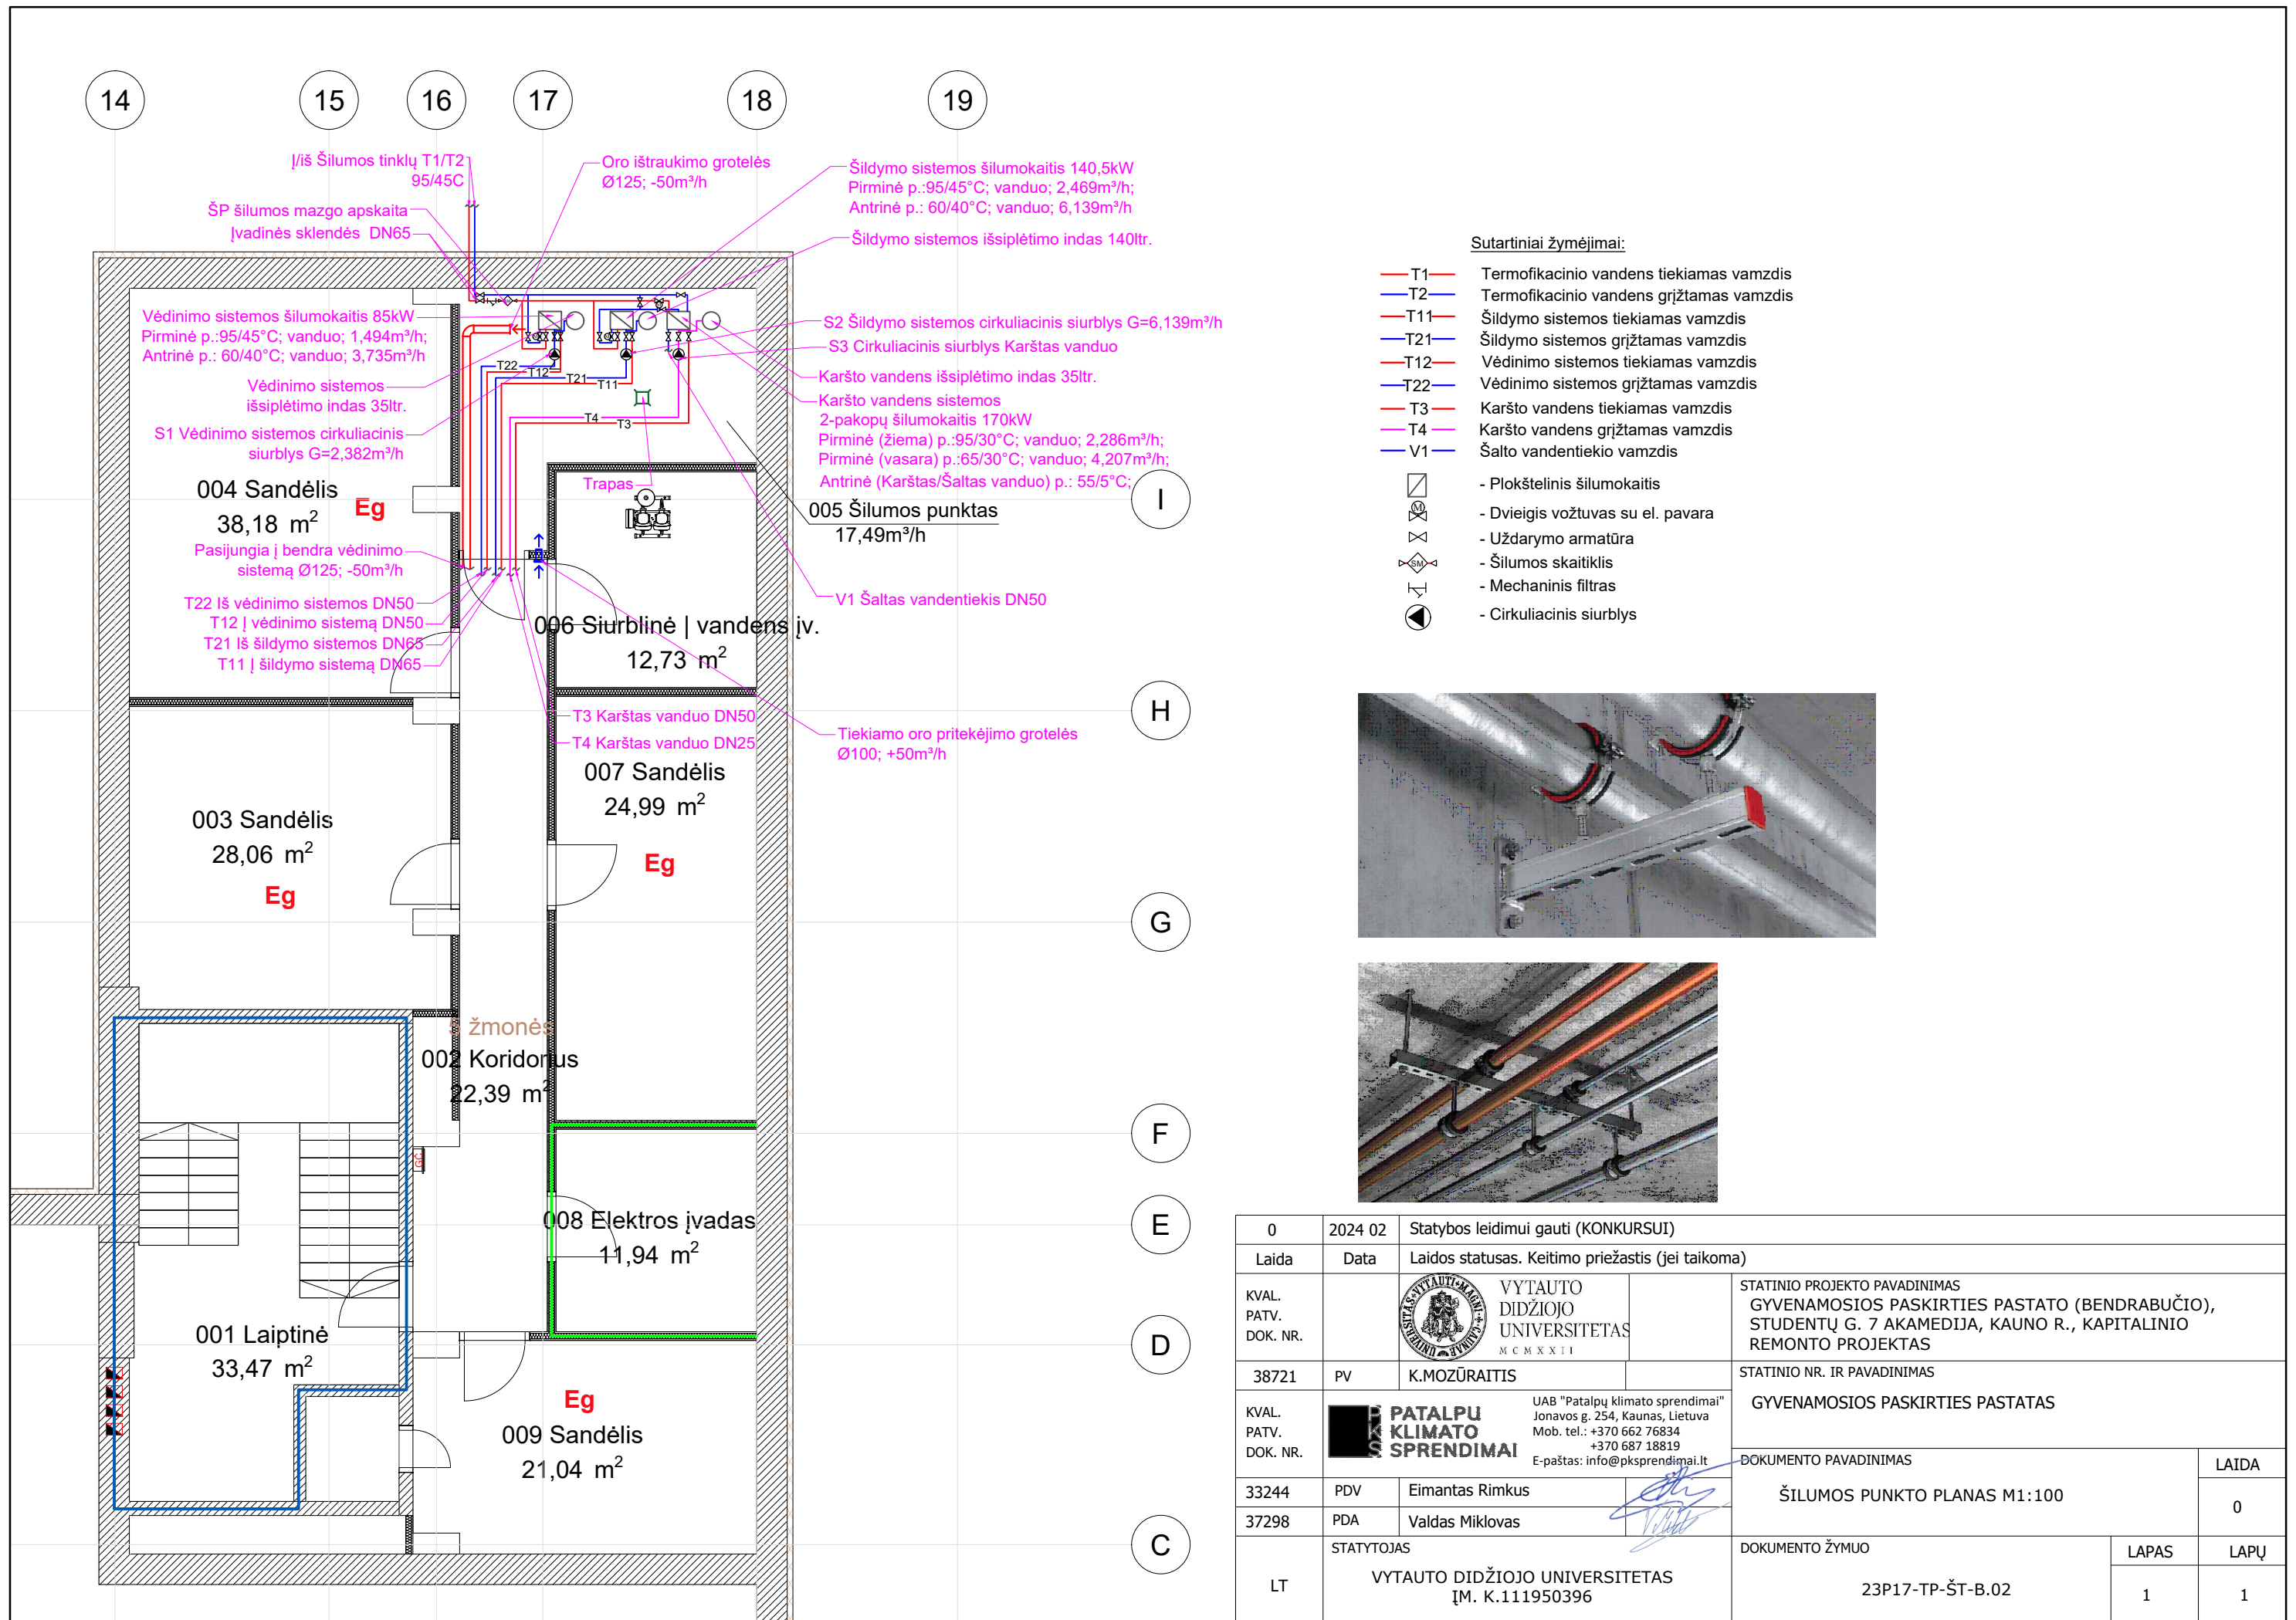 14
15
16
17
18
19
Į/iš Šilumos tinklų T1/T2
95/45C
ŠP šilumos mazgo apskaita
Įvadinės sklendės DN65
Oro ištraukimo grotelės
Ø125; -50m³/h
Šildymo sistemos šilumokaitis 140,5kW
Pirminė p.:95/45°C; vanduo; 2,469m³/h;
Antrinė p.: 60/40°C; vanduo; 6,139m³/h
Šildymo sistemos išsiplėtimo indas 140ltr.
Vėdinimo sistemos šilumokaitis 85kW
Pirminė p.:95/45°C; vanduo; 1,494m³/h;
Antrinė p.: 60/40°C; vanduo; 3,735m³/h
Vėdinimo sistemos
išsiplėtimo indas 35ltr.
S1 Vėdinimo sistemos cirkuliacinis
siurblys G=2,382m³/h
S2 Šildymo sistemos cirkuliacinis siurblys G=6,139m³/h
S3 Cirkuliacinis siurblys Karštas vanduo
Karšto vandens išsiplėtimo indas 35ltr.
Karšto vandens sistemos
2-pakopų šilumokaitis 170kW
Pirminė (žiema) p.:95/30°C; vanduo; 2,286m³/h;
Pirminė (vasara) p.:65/30°C; vanduo; 4,207m³/h;
Antrinė (Karštas/Šaltas vanduo) p.: 55/5°C;
T22
T12
T21
T11
T4
T3
Trapas
004 Sandėlis
38,18 m²
Eg
005 Šilumos punktas
17,49m³/h
I
Pasijungia į bendra vėdinimo
sistemą Ø125; -50m³/h
T22 Iš vėdinimo sistemos DN50
T12 Į vėdinimo sistemą DN50
T21 Iš šildymo sistemos DN65
T11 Į šildymo sistemą DN65
V1 Šaltas vandentiekis DN50
006 Siurblinė | vandens įv.
12,73 m²
H
T3 Karštas vanduo DN50
T4 Karštas vanduo DN25
Tiekiamo oro pritekėjimo grotelės
Ø100; +50m³/h
007 Sandėlis
24,99 m²
Eg
003 Sandėlis
28,06 m²
Eg
G
žmonės
002 Koridorius
22,39 m²
F
GC
008 Elektros įvadas
11,94 m²
E
001 Laiptinė
33,47 m²
D
Eg
009 Sandėlis
21,04 m²
C
Sutartiniai žymėjimai:
T1 Termofikacinio vandens tiekiamas vamzdis
T2 Termofikacinio vandens grįžtamas vamzdis
T11 Šildymo sistemos tiekiamas vamzdis
T21 Šildymo sistemos grįžtamas vamzdis
T12 Vėdinimo sistemos tiekiamas vamzdis
T22 Vėdinimo sistemos grįžtamas vamzdis
T3 Karšto vandens tiekiamas vamzdis
T4 Karšto vandens grįžtamas vamzdis
V1 Šalto vandentiekio vamzdis
- Plokštelinis šilumokaitis
M - Dvieigis vožtuvas su el. pavara
- Uždarymo armatūra
SM - Šilumos skaitiklis
- Mechaninis filtras
- Cirkuliacinis siurblys
0 2024 02 Statybos leidimui gauti (KONKURSUI)
Laida Data Laidos statusas. Keitimo priežastis (jei taikoma)
KVAL.
PATV.
DOK. NR.
VYTAUTO
DIDŽIOJO
UNIVERSITETAS
MCMXXII
STATINIO PROJEKTO PAVADINIMAS
GYVENAMOSIOS PASKIRTIES PASTATO (BENDRABUČIO),
STUDENTŲ G. 7 AKAMEDIJA, KAUNO R., KAPITALINIO
REMONTO PROJEKTAS
38721 PV K.MOZŪRAITIS
STATINIO NR. IR PAVADINIMAS
GYVENAMOSIOS PASKIRTIES PASTATAS
KVAL.
PATV.
DOK. NR.
PKS
PATALPŲ
KLIMATO
SPRENDIMAI
UAB "Patalpų klimato sprendimai"
Jonavos g. 254, Kaunas, Lietuva
Mob. tel.: +370 662 76834
+370 687 18819
E-paštas: info@pksprendimai.lt
DOKUMENTO PAVADINIMAS
ŠILUMOS PUNKTO PLANAS M1:100
LAIDA
0
33244 PDV Eimantas Rimkus
37298 PDA Valdas Miklovas
LT
STATYTOJAS
VYTAUTO DIDŽIOJO UNIVERSITETAS
ĮM. K.111950396
DOKUMENTO ŽYMUO
23P17-TP-ŠT-B.02
LAPAS
1
LAPŲ
1